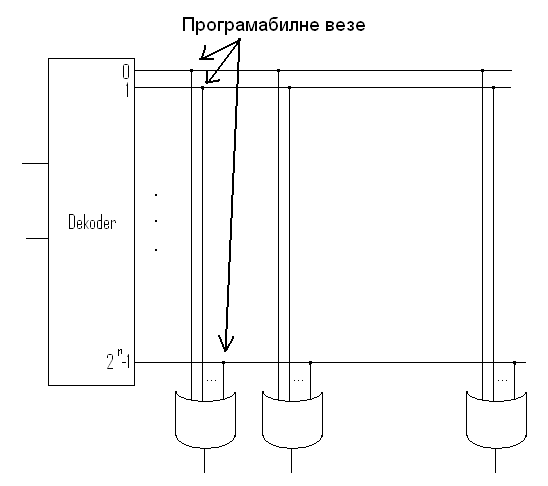 Програмабилне везе
0
1
Dekoder
2ⁿ-1
... ... ...